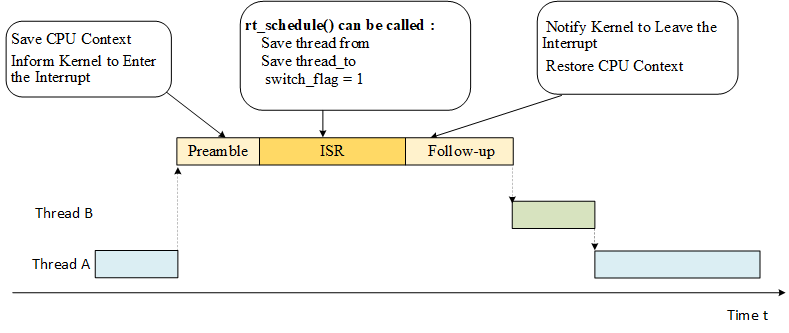 Save CPU Context
Inform Kernel to Enter
the Interrupt
rt_schedule() can be called :
Save thread from
Save thread_to
switch_flag = 1
Notify Kernel to Leave the
Interrupt
Restore CPU Context
Preamble
ISR
Follow-up
Thread B
Thread A
Time t